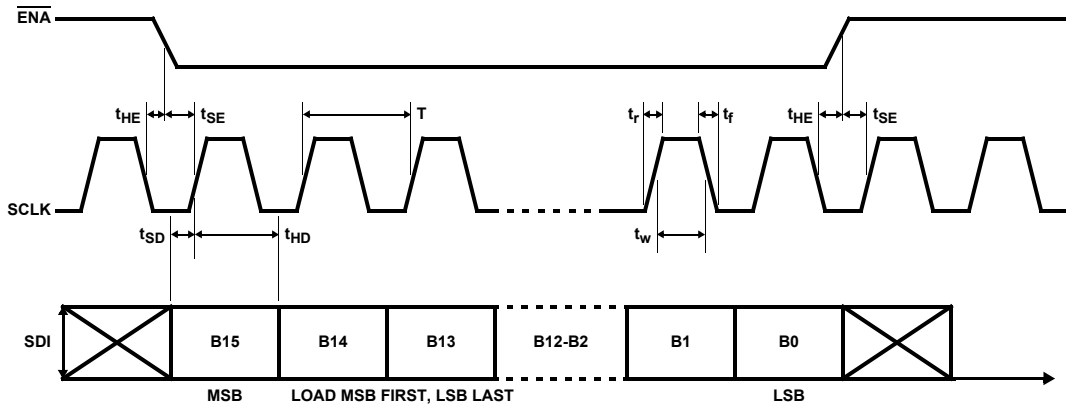 ENA
tHE tSE T tr tf tHE tSE
SCLK
tSD tHD tw
SDI B15 B14 B13 B12-B2 B1 B0
MSB LOAD MSB FIRST, LSB LAST LSB